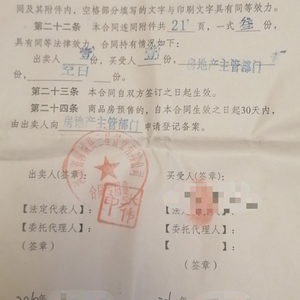 同及其附件内，空格部分填写的文字与印刷文字具有同等效力。
第二十二条 本合同连同附件共21页，一式叁份，
具有同等法律效力，合同持有情况如下：
出卖人 份，买受人 份，房地产主管部门
空白 份。
第二十三条 本合同自双方签订之日起生效。
第二十四条 商品房预售的，自本合同生效之日起30天内，
由出卖人向房地产主管部门申请登记备案。
出卖人(签章)： 买受人(签章)：
【法定代表人】： 【法
【委托代理人】： 【委托代理人】：
(签章) 【 】
(签章)